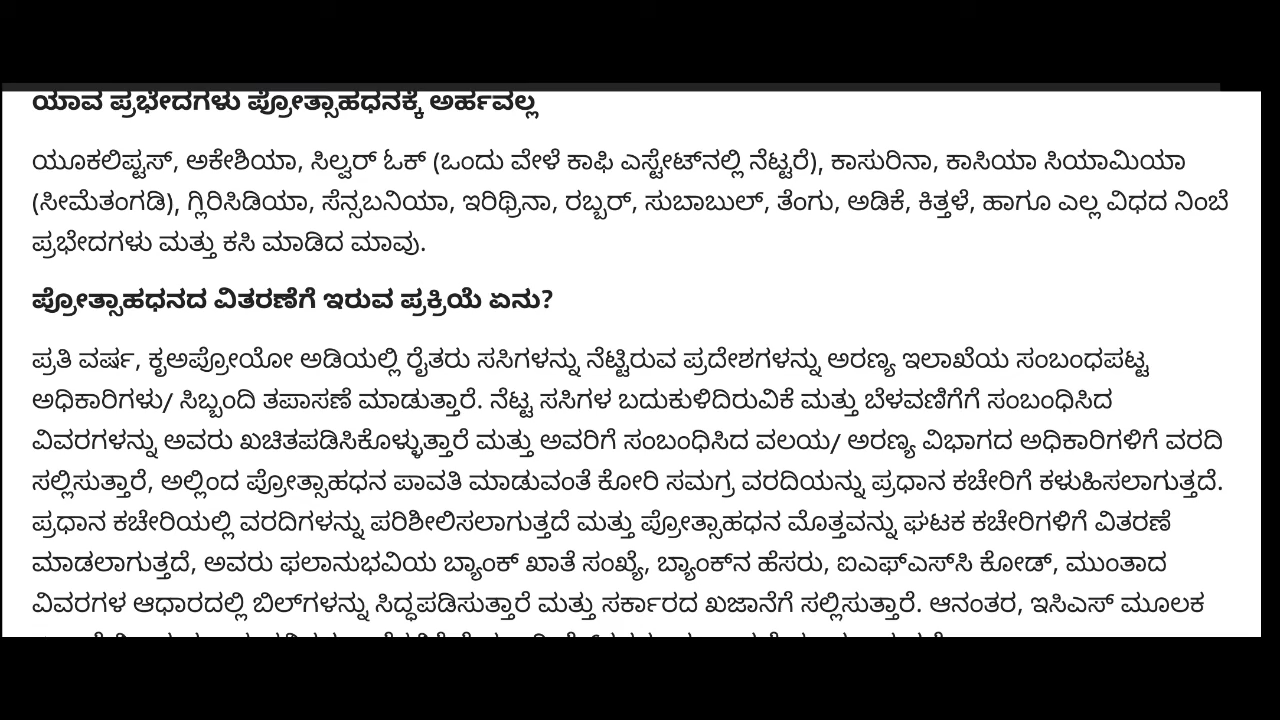 ಯಾವ ಪ್ರಭೇದಗಳು ಪ್ರೋತ್ಸಾಹಧನಕ್ಕೆ ಅರ್ಹವಲ್ಲ
ಯೂಕಲಿಪ್ಟಸ್, ಅಕೇಶಿಯಾ, ಸಿಲ್ವರ್ ಓಕ್ (ಒಂದು ವೇಳೆ ಕಾಫಿ ಎಸ್ಟೇಟ್‌ನಲ್ಲಿ ನೆಟ್ಟರೆ), ಕಾಸುರಿನಾ, ಕಾಸಿಯಾ ಸಿಯಾಮಿಯಾ
(ಸೀಮೆತಂಗಡಿ), ಗ್ಲಿರಿಸಿಡಿಯಾ, ಸೆನ್ಸಬನಿಯಾ, ಇರಿಥ್ರಿನಾ, ರಬ್ಬರ್, ಸುಬಾಬುಲ್, ತೆಂಗು, ಅಡಿಕೆ, ಕಿತ್ತಳೆ, ಹಾಗೂ ಎಲ್ಲ ವಿಧದ ನಿಂಬೆ
ಪ್ರಭೇದಗಳು ಮತ್ತು ಕಸಿ ಮಾಡಿದ ಮಾವು.
ಪ್ರೋತ್ಸಾಹಧನದ ವಿತರಣೆಗೆ ಇರುವ ಪ್ರಕ್ರಿಯೆ ಏನು?
ಪ್ರತಿ ವರ್ಷ, ಕೃಅಪ್ರೋಯೋ ಅಡಿಯಲ್ಲಿ ರೈತರು ಸಸಿಗಳನ್ನು ನೆಟ್ಟಿರುವ ಪ್ರದೇಶಗಳನ್ನು ಅರಣ್ಯ ಇಲಾಖೆಯ ಸಂಬಂಧಪಟ್ಟ
ಅಧಿಕಾರಿಗಳು/ ಸಿಬ್ಬಂದಿ ತಪಾಸಣೆ ಮಾಡುತ್ತಾರೆ. ನೆಟ್ಟ ಸಸಿಗಳ ಬದುಕುಳಿದಿರುವಿಕೆ ಮತ್ತು ಬೆಳವಣಿಗೆಗೆ ಸಂಬಂಧಿಸಿದ
ವಿವರಗಳನ್ನು ಅವರು ಖಚಿತಪಡಿಸಿಕೊಳ್ಳುತ್ತಾರೆ ಮತ್ತು ಅವರಿಗೆ ಸಂಬಂಧಿಸಿದ ವಲಯ/ ಅರಣ್ಯ ವಿಭಾಗದ ಅಧಿಕಾರಿಗಳಿಗೆ ವರದಿ
ಸಲ್ಲಿಸುತ್ತಾರೆ, ಅಲ್ಲಿಂದ ಪ್ರೋತ್ಸಾಹಧನ ಪಾವತಿ ಮಾಡುವಂತೆ ಕೋರಿ ಸಮಗ್ರ ವರದಿಯನ್ನು ಪ್ರಧಾನ ಕಚೇರಿಗೆ ಕಳುಹಿಸಲಾಗುತ್ತದೆ.
ಪ್ರಧಾನ ಕಚೇರಿಯಲ್ಲಿ ವರದಿಗಳನ್ನು ಪರಿಶೀಲಿಸಲಾಗುತ್ತದೆ ಮತ್ತು ಪ್ರೋತ್ಸಾಹಧನ ಮೊತ್ತವನ್ನು ಘಟಕ ಕಚೇರಿಗಳಿಗೆ ವಿತರಣೆ
ಮಾಡಲಾಗುತ್ತದೆ, ಅವರು ಫಲಾನುಭವಿಯ ಬ್ಯಾಂಕ್ ಖಾತೆ ಸಂಖ್ಯೆ, ಬ್ಯಾಂಕ್‌ನ ಹೆಸರು, ಐಎಫ್‌ಎಸ್‌ಸಿ ಕೋಡ್, ಮುಂತಾದ
ವಿವರಗಳ ಆಧಾರದಲ್ಲಿ ಬಿಲ್‌ಗಳನ್ನು ಸಿದ್ಧಪಡಿಸುತ್ತಾರೆ ಮತ್ತು ಸರ್ಕಾರದ ಖಜಾನೆಗೆ ಸಲ್ಲಿಸುತ್ತಾರೆ. ಆನಂತರ, ಇಸಿಎಸ್ ಮೂಲಕ